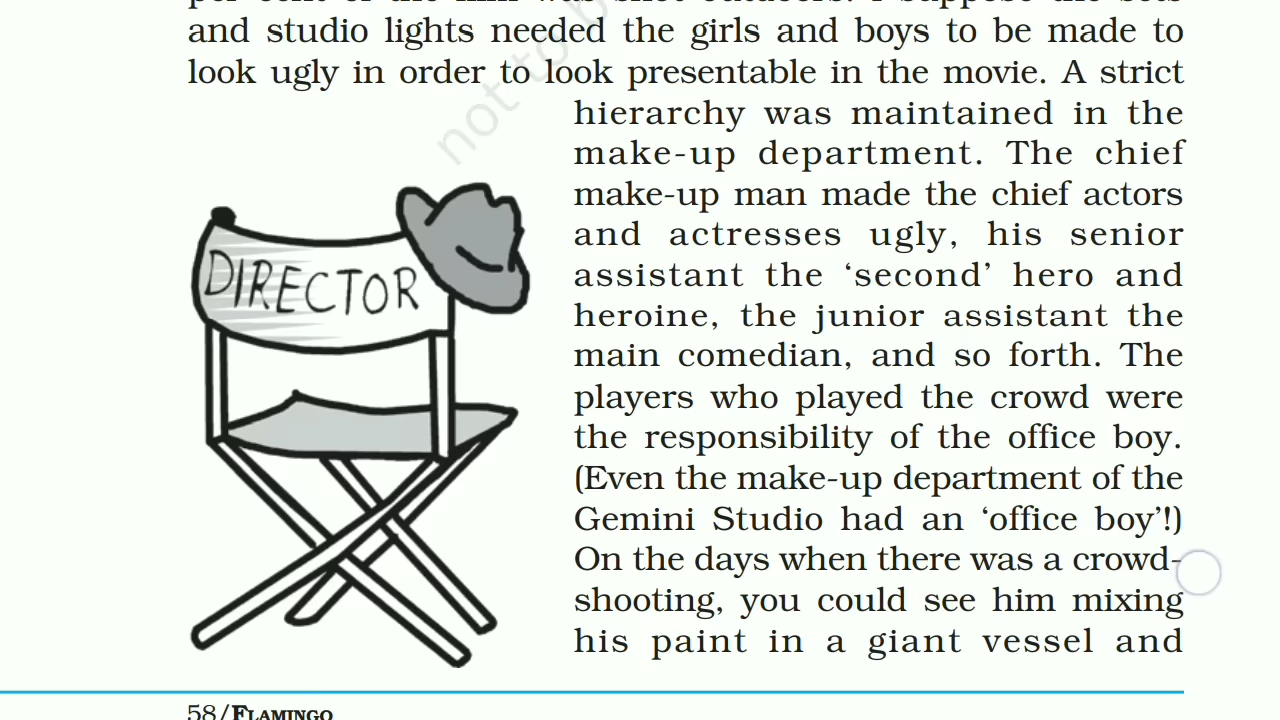 and studio lights needed the girls and boys to be made to
look ugly in order to look presentable in the movie. A strict
hierarchy was maintained in the
make-up department. The chief
make-up man made the chief actors
and actresses ugly, his senior
assistant the ‘second’ hero and
heroine, the junior assistant the
main comedian, and so forth. The
players who played the crowd were
the responsibility of the office boy.
(Even the make-up department of the
Gemini Studio had an ‘office boy’!)
On the days when there was a crowd-
shooting, you could see him mixing
his paint in a giant vessel and
DIRECTOR
not to b
58/FLAMINGO